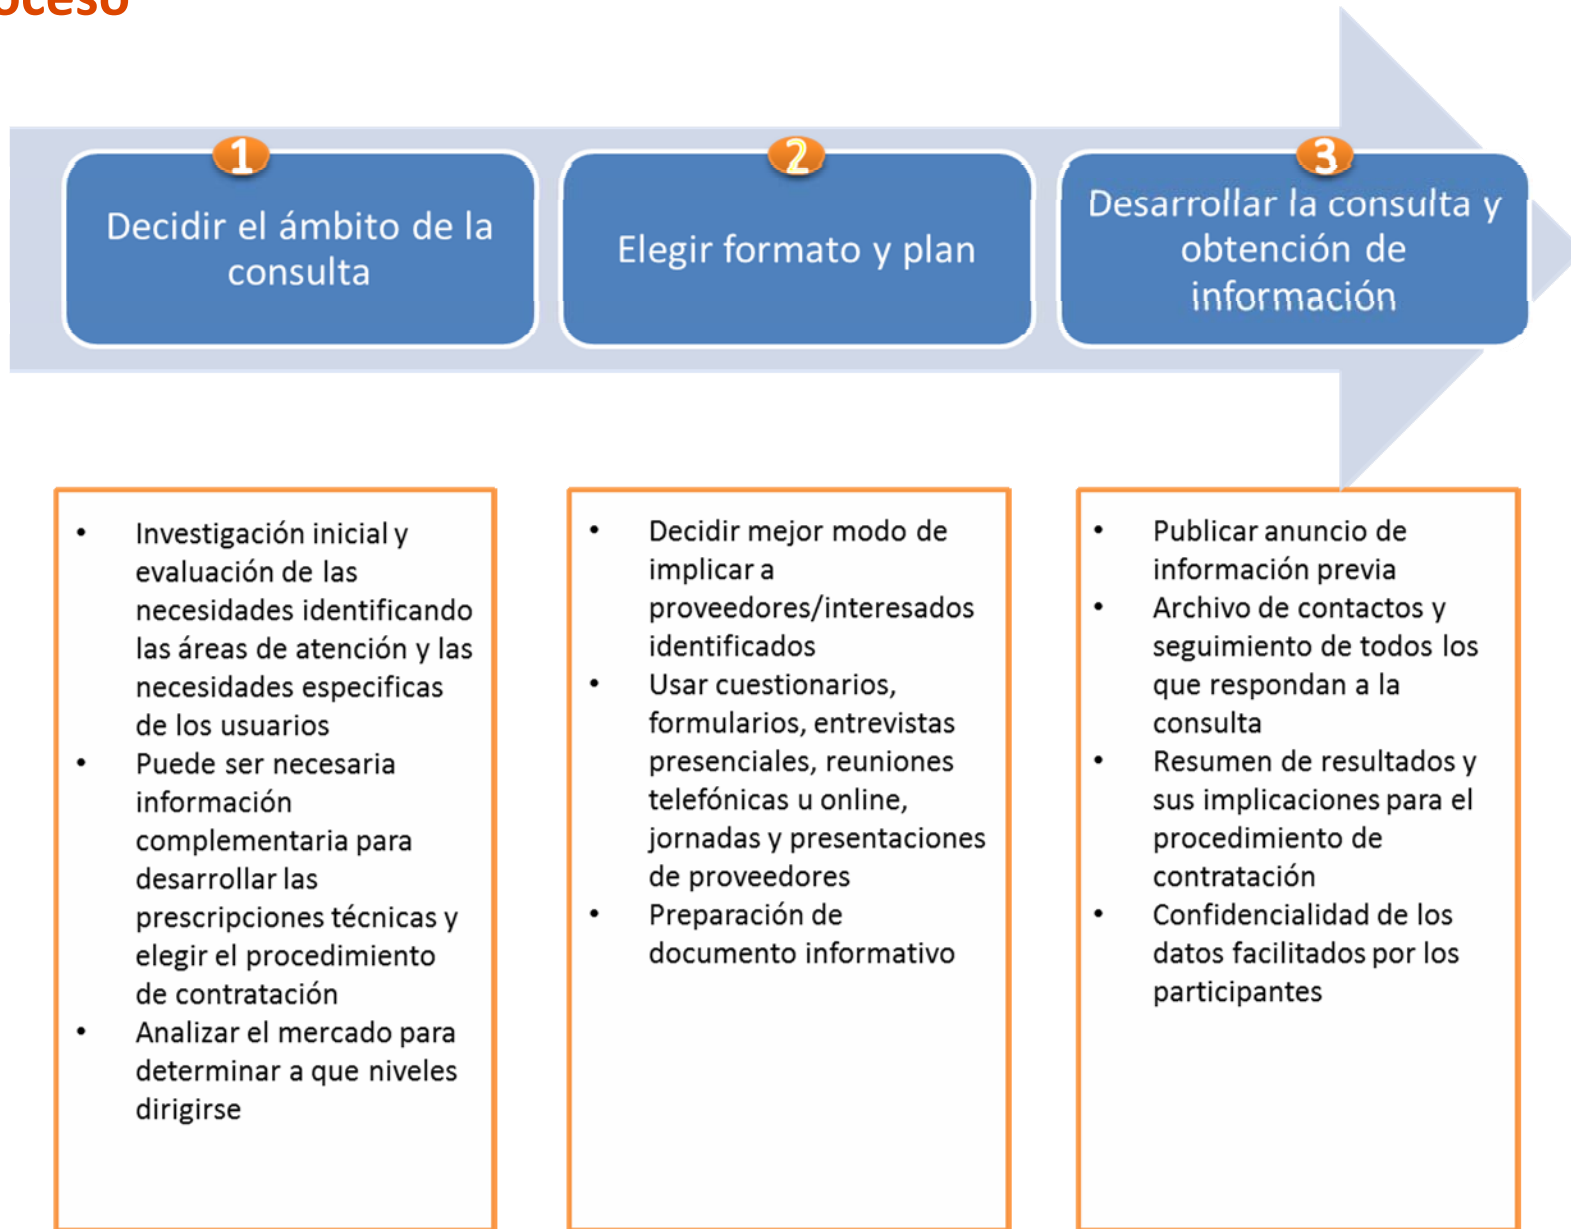 1
Decidir el ámbito de la
consulta
2
Elegir formato y plan
3
Desarrollar la consulta y
obtención de
información
• Investigación inicial y
evaluación de las
necesidades identificando
las áreas de atención y las
necesidades especificas
de los usuarios
• Puede ser necesaria
información
complementaria para
desarrollar las
prescripciones técnicas y
elegir el procedimiento
de contratación
• Analizar el mercado para
determinar a que niveles
dirigirse
• Decidir mejor modo de
implicar a
proveedores/interesados
identificados
• Usar cuestionarios,
formularios, entrevistas
presenciales, reuniones
telefónicas u online,
jornadas y presentaciones
de proveedores
• Preparación de
documento informativo
• Publicar anuncio de
información previa
• Archivo de contactos y
seguimiento de todos los
que respondan a la
consulta
• Resumen de resultados y
sus implicaciones para el
procedimiento de
contratación
• Confidencialidad de los
datos facilitados por los
participantes